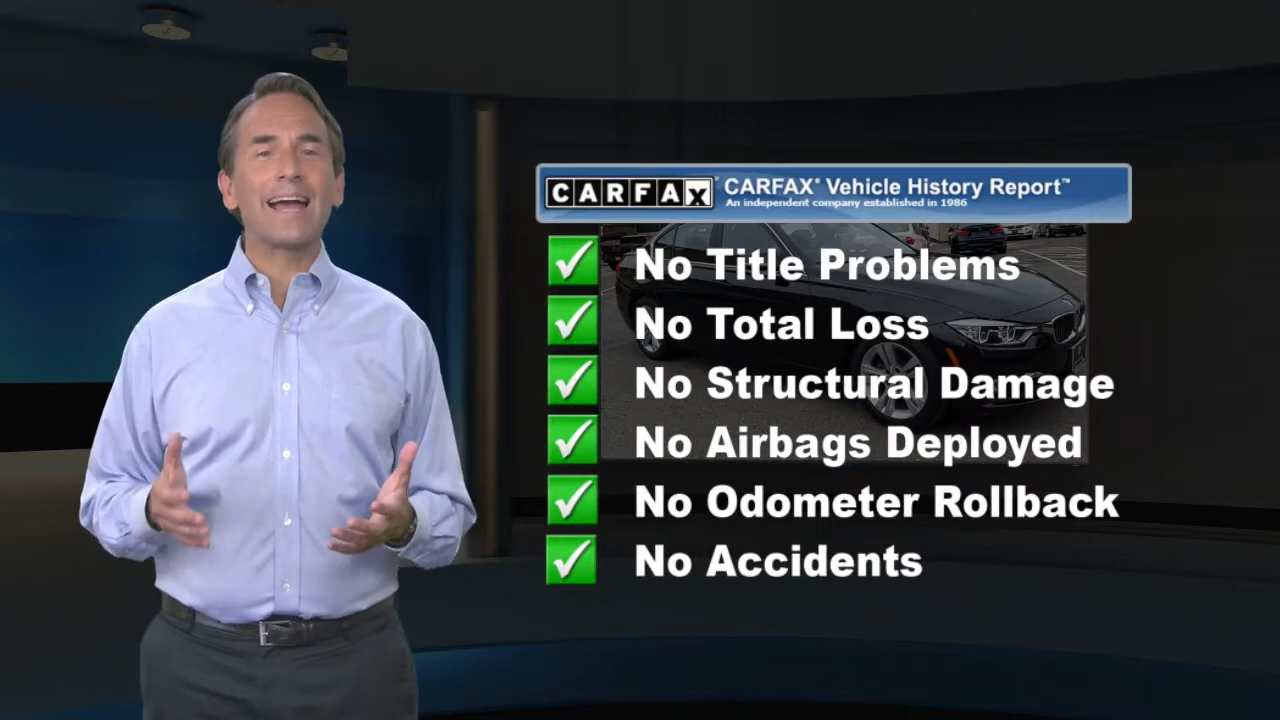 CARFAX® CARFAX® Vehicle History Report™
An independent company established in 1986
No Title Problems
No Total Loss
No Structural Damage
No Airbags Deployed
No Odometer Rollback
No Accidents